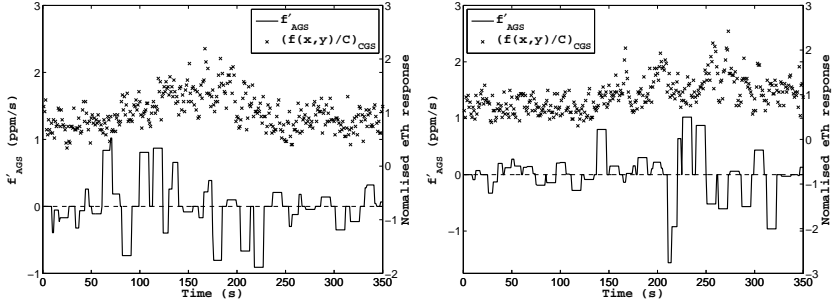 f′AGS
(f(x,y)/C)CGS
3
2
1
0
−1
f′AGS (ppm/s)
3
2
1
0
−1
−2
Nomalised eTh response
0 50 100 150 200 250 300 350
Time (s)
f′AGS
(f(x,y)/C)CGS
3
2
1
0
−1
f′AGS (ppm/s)
3
2
1
0
−1
−2
−3
Nomalised eTh response
0 50 100 150 200 250 300 350
Time (s)